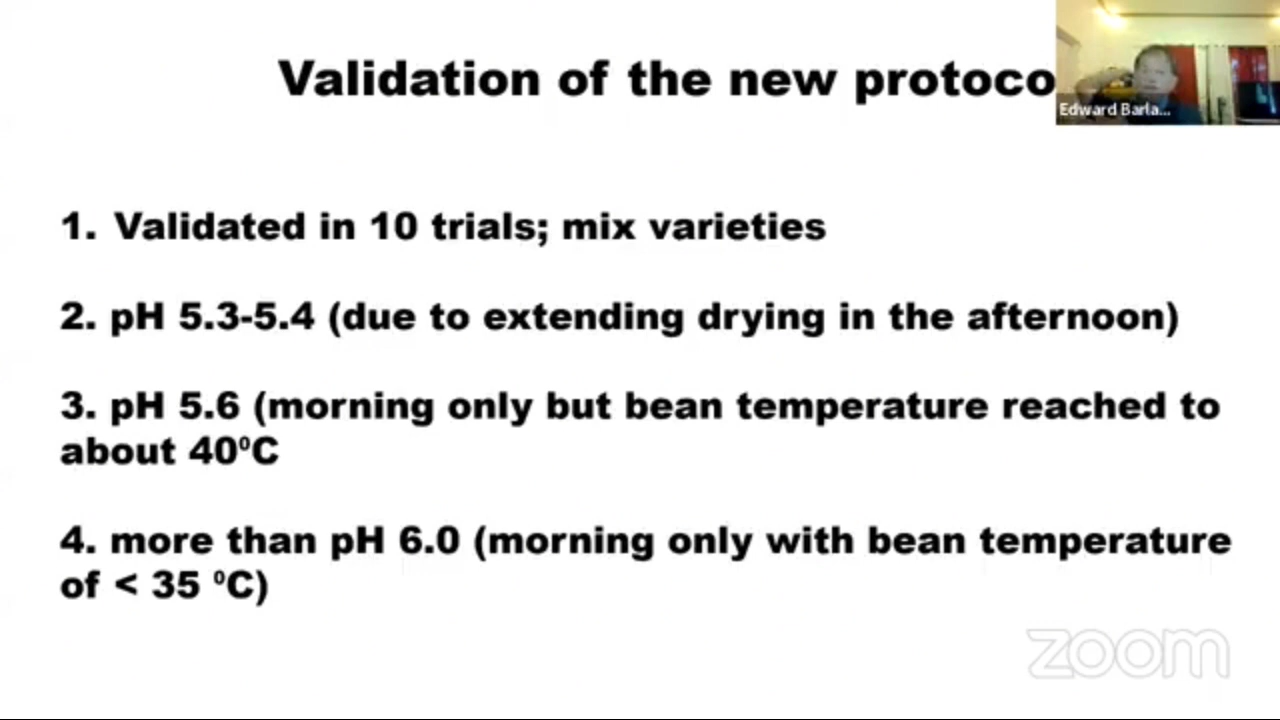 Validation of the new protoco
Edward Barla...
1. Validated in 10 trials; mix varieties
2. pH 5.3-5.4 (due to extending drying in the afternoon)
3. pH 5.6 (morning only but bean temperature reached to
about 40⁰C
4. more than pH 6.0 (morning only with bean temperature
of < 35 ⁰C)
zoom